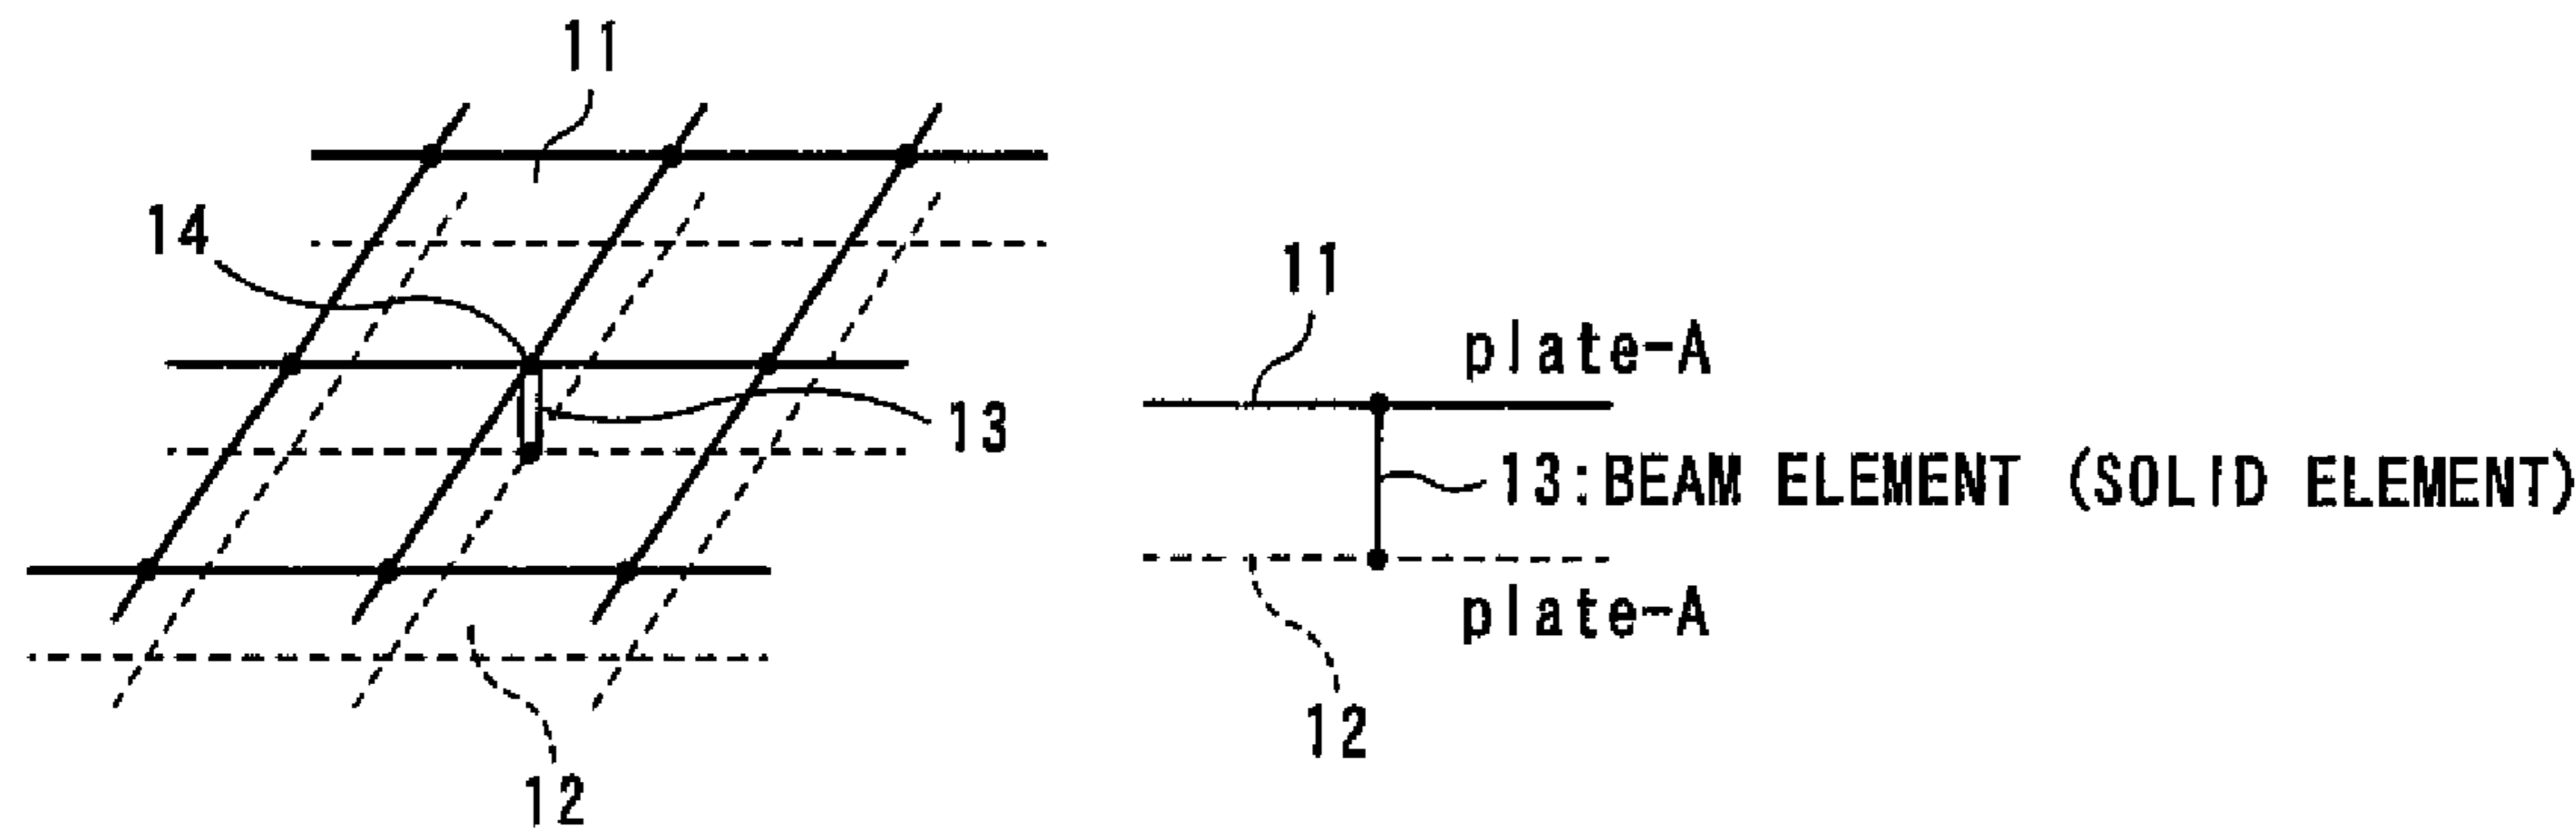 11
14
13
12
11
plate-A
13:BEAM ELEMENT (SOLID ELEMENT)
plate-A
12